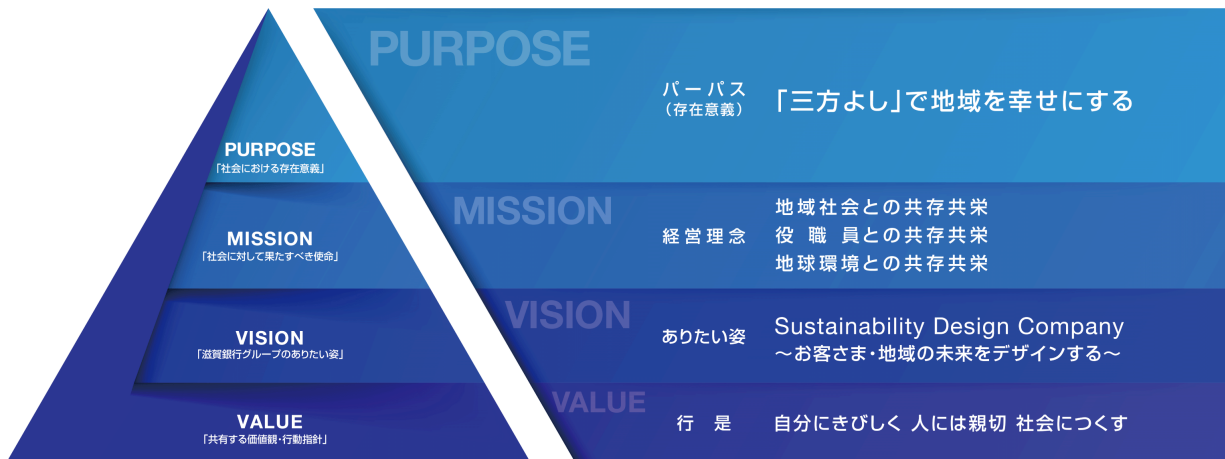 PURPOSE
「社会における存在意義」
MISSION
「社会に対して果たすべき使命」
VISION
「滋賀銀行グループのありたい姿」
VALUE
「共有する価値観・行動指針」
PURPOSE
パーパス
(存在意義)
「三方よし」で地域を幸せにする
MISSION
経営理念
地域社会との共存共栄
役職員との共存共栄
地球環境との共存共栄
VISION
ありたい姿
Sustainability Design Company
〜お客さま・地域の未来をデザインする〜
VALUE
行是
自分にきびしく 人には親切 社会につくす